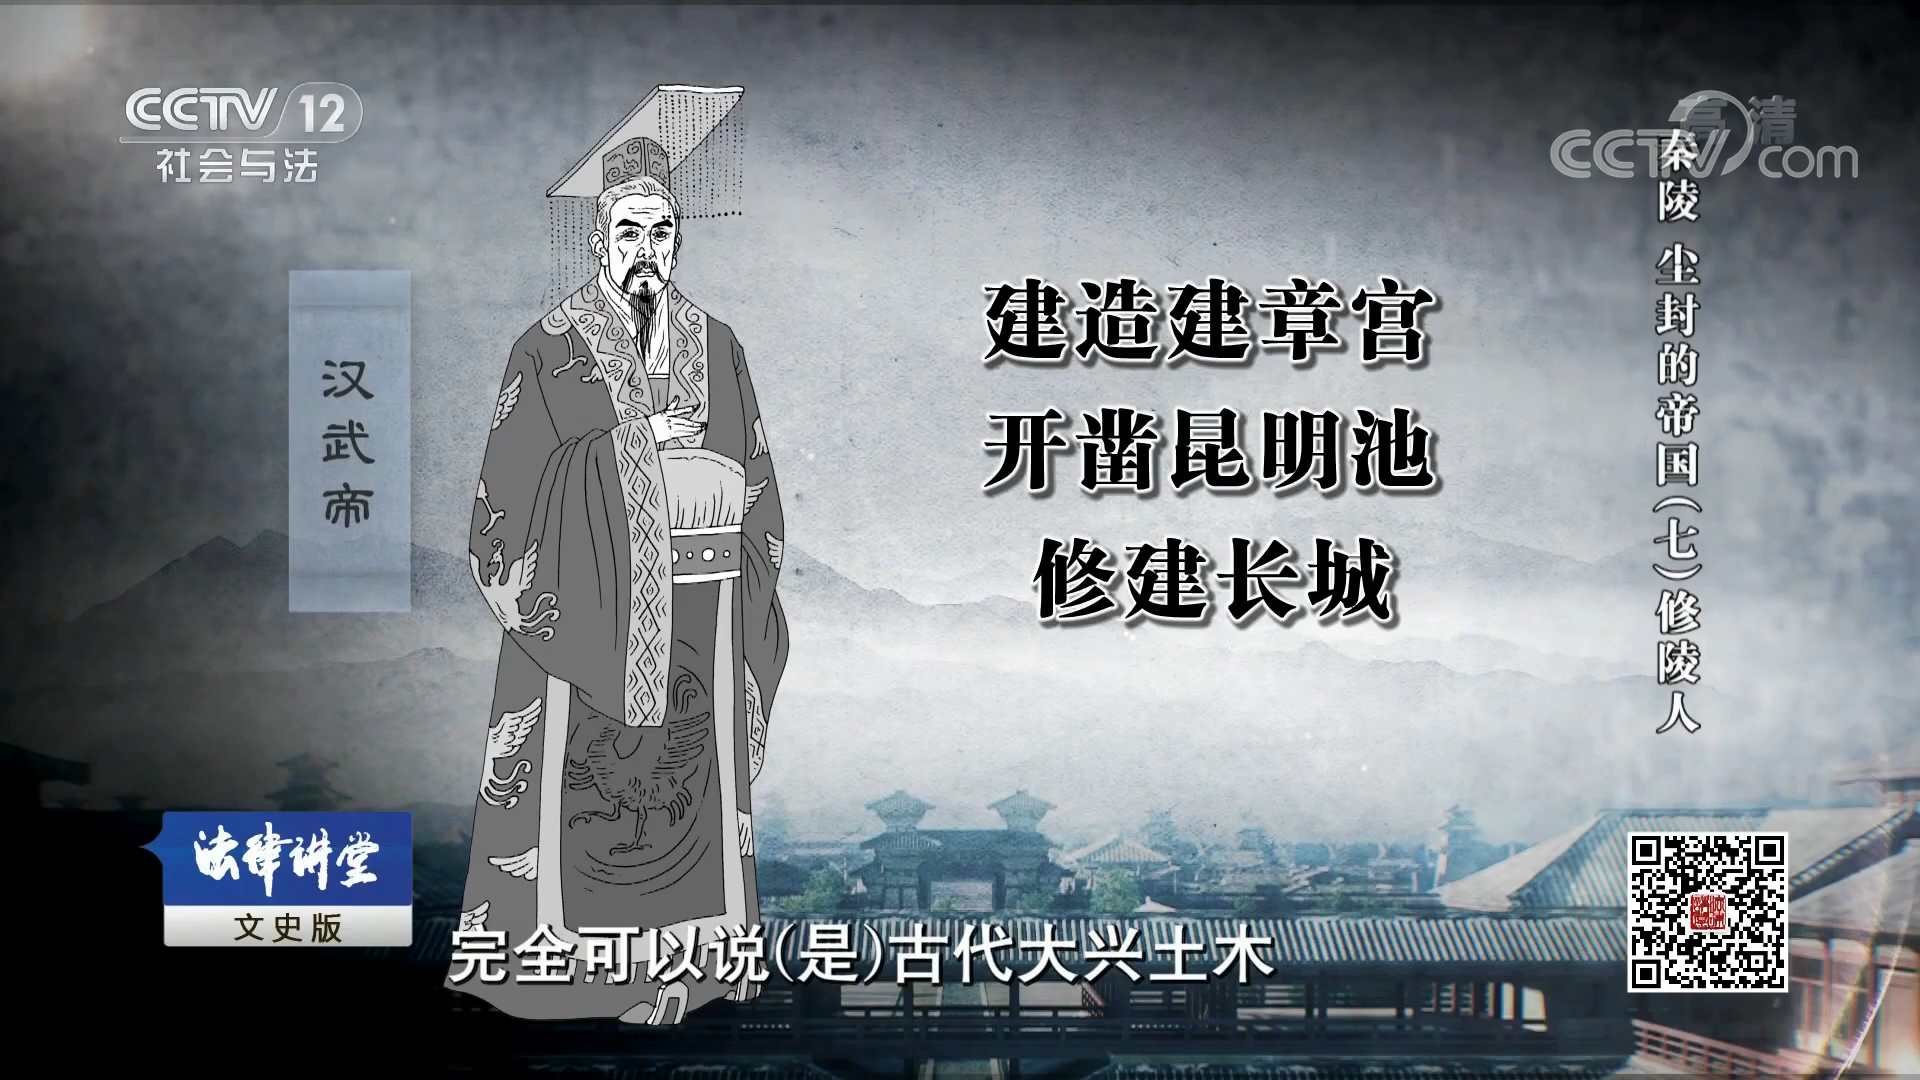 CCTV 12
社会与法
高清
CCTV.com
秦陵 尘封的帝国(七)修陵人
汉武帝
建造建章宫
开凿昆明池
修建长城
法律讲堂
文史版
完全可以说(是)古代大兴土木